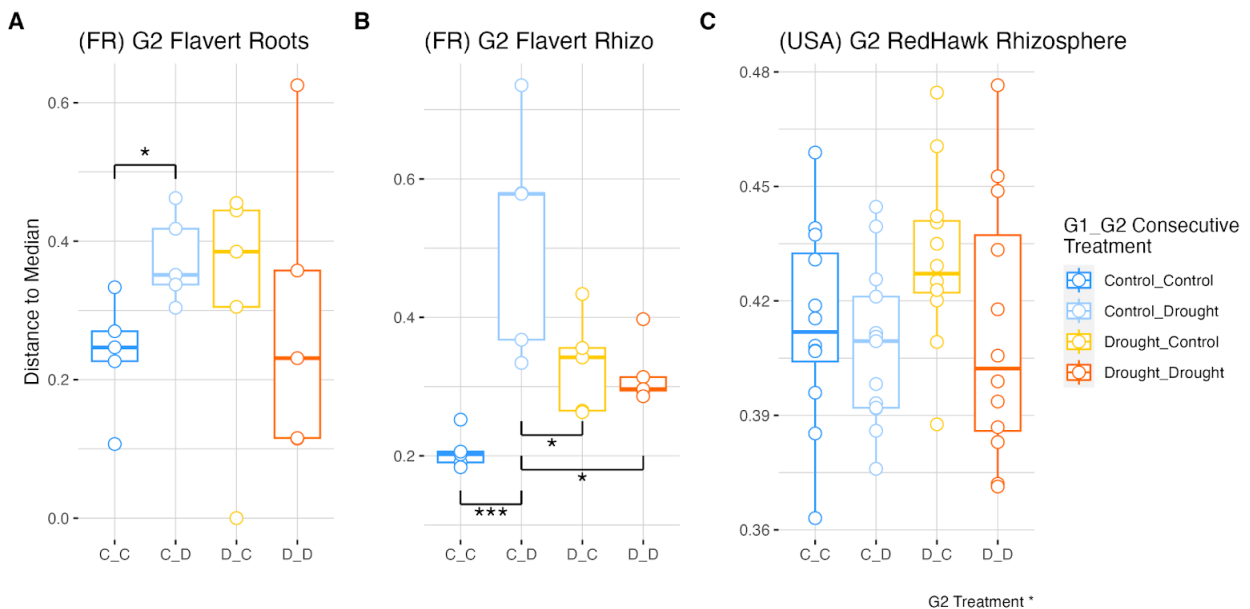 A
(FR) G2 Flavert Roots
B
(FR) G2 Flavert Rhizo
C
(USA) G2 RedHawk Rhizosphere
Distance to Median
0.6
0.4
0.2
0.0
*
C_C
C_D
D_C
D_D
0.6
0.4
0.2
*
*
***
C_C
C_D
D_C
D_D
0.48
0.45
0.42
0.39
0.36
C_C
C_D
D_C
D_D
G1_G2 Consecutive
Treatment
Control_Control
Control_Drought
Drought_Control
Drought_Drought
G2 Treatment *